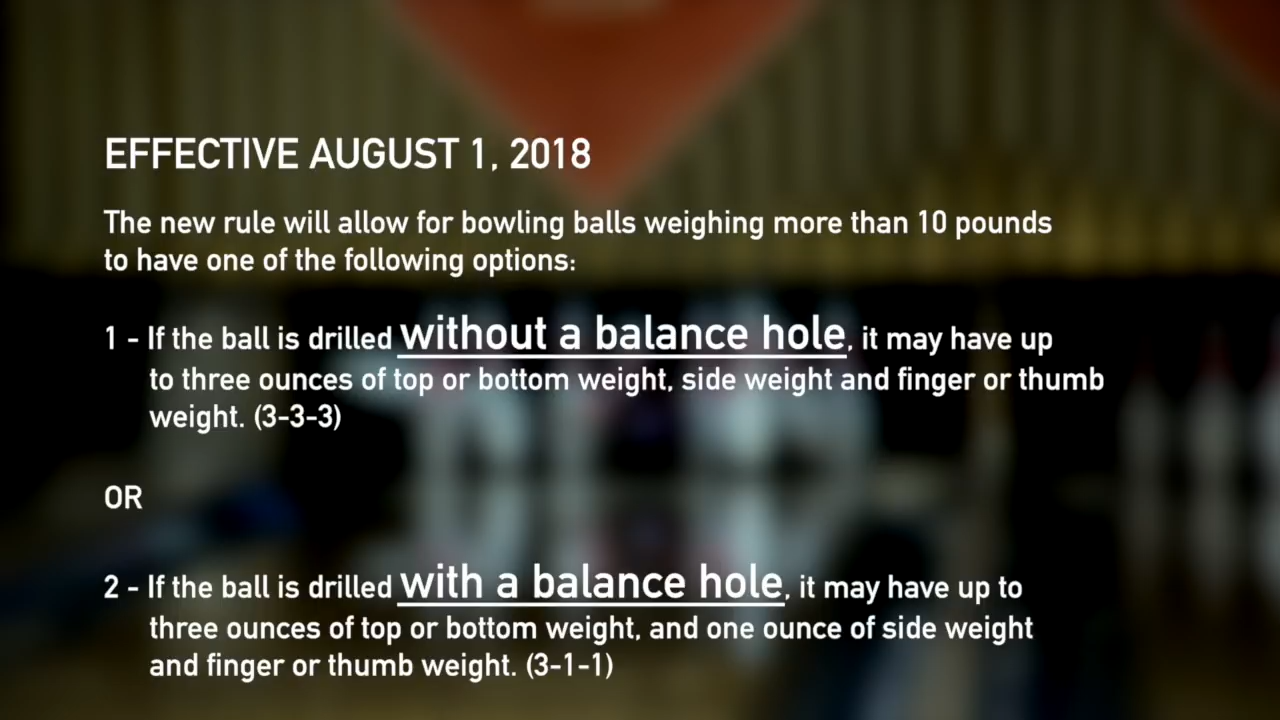 EFFECTIVE AUGUST 1, 2018
The new rule will allow for bowling balls weighing more than 10 pounds
to have one of the following options:
1 - If the ball is drilled without a balance hole, it may have up
to three ounces of top or bottom weight, side weight and finger or thumb
weight. (3-3-3)
OR
2 - If the ball is drilled with a balance hole, it may have up to
three ounces of top or bottom weight, and one ounce of side weight
and finger or thumb weight. (3-1-1)